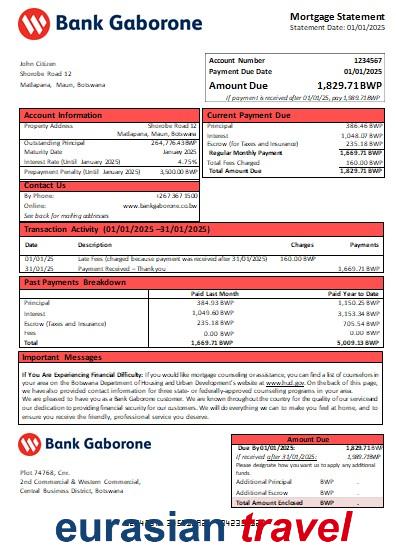 Bank Gaborone
Mortgage Statement
Statement Date: 01/01/2025
John Citizen
Shorobe Road 12
Matlapana, Maun, Botswana
Account Number 1234567
Payment Due Date 01/01/2025
Amount Due 1,829.71BWP
If payment is received after 01/01/25, pay 1,989.71BWP
Account Information
Property Address Shorobe Road 12
Matlapana, Maun, Botswana
Outstanding Principal 264,776.43BWP
Maturity Date January 2025
Interest Rate (Until January 2025) 4.75%
Prepayment Penalty (Until January 2025) 3,500.00BWP
Contact Us
By Phone: +267 367 1500
Online: www.bankgaborone.co.bw
See back for mailing addresses
Current Payment Due
Principal 386.46BWP
Interest 1,048.07BWP
Escrow (for Taxes and Insurance) 235.18 BWP
Regular Monthly Payment 1,669.71 BWP
Total Fees Charged 160.00 BWP
Total Amount Due 1,829.71 BWP
Transaction Activity (01/01/2025 –31/01/2025)
Date Description Charges Payments
01/01/25 Late Fees (charged because payment was received after 31/01/2025) 160.00 BWP
31/01/25 Payment Received – Thank you 1,669.71 BWP
Past Payments Breakdown
Paid Last Month Paid Year to Date
Principal 384.93 BWP 1,150.25 BWP
Interest 1,049.60 BWP 3,153.34 BWP
Escrow (Taxes and Insurance) 235.18 BWP 705.54 BWP
Fees 0.00 BWP 0.00 BWP
Total 1,669.71 BWP 5,009.13 BWP
Important Messages
If You Are Experiencing Financial Difficulty: If you would like mortgage counseling or assistance, you can find a list of counselors in
your area on the Botswana Department of Housing and Urban Development's website at www.hud.gov. On the back of this page,
we have also provided contact information for three state- or federally-approved counseling programs in your area.
We are pleased to have you as a Bank Gaborone customer. We are known throughout the country for the quality of our service and
our dedication to providing financial security for our customers. We will do everything we can to make you feel at home, and to
ensure you receive the friendly, professional service you deserve.
Bank Gaborone
Plot 74768, Cnr.
2nd Commercial & Western Commercial,
Central Business District, Botswana
Amount Due
Due By 01/01/2025: 1,829.71BWP
If received after 31/01/25: 1,989.71BWP
Please designate how you want us to apply any additional
funds.
Additional Principal BWP .
Additional Escrow BWP .
Total Amount Enclosed BWP .
eurasian travel